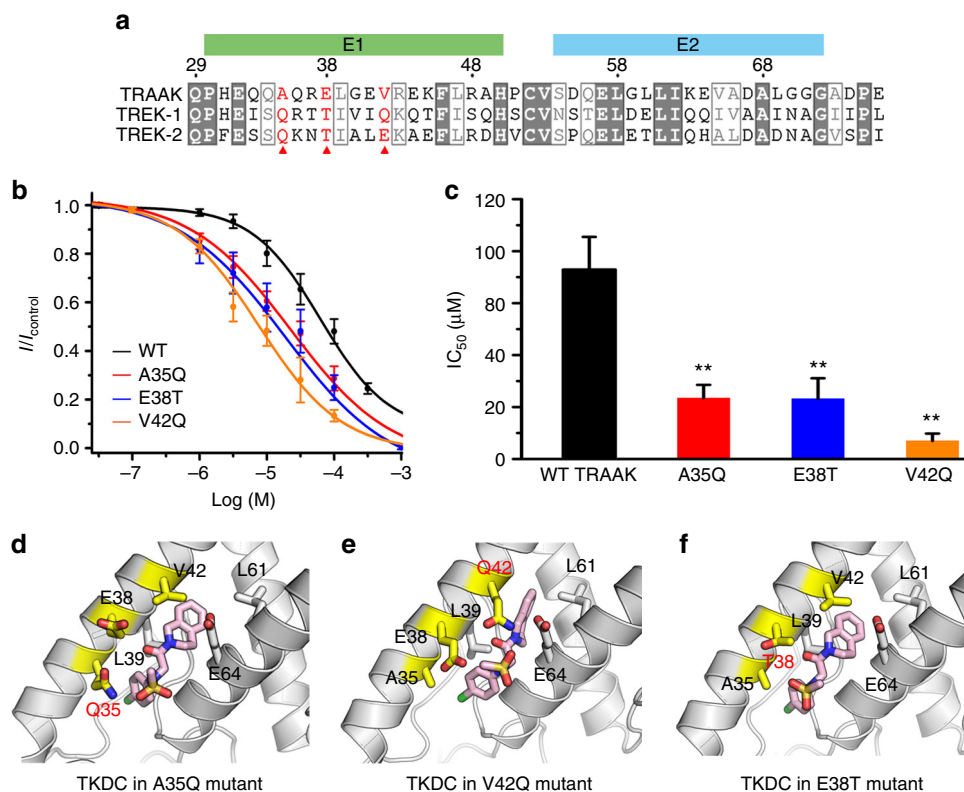 a
E1
E2
29 38 48 58 68
TRAAK QPHEQQAQRELGEVREKFLRAHPCVSDQELGLLIKEVADALGGGADPE
TREK-1 QPHEISQRTTIVIQKQTFISQHSCVNSTELDELIQQIVAAINAGIIPL
TREK-2 QPFESSQKNTIALEKAEFLRDHVCVSPQELETLIQHALDADNAGVSPI
b
I/Icontrol
1.0
0.8
0.6
0.4
0.2
0.0
WT
A35Q
E38T
V42Q
–7 –6 –5 –4 –3
Log (M)
c
IC50 (μM)
120
100
80
40
20
0
**
**
**
WT TRAAK A35Q E38T V42Q
d
V42
L61
E38
L39
E64
Q35
TKDC in A35Q mutant
e
Q42
L61
L39
E38
A35
E64
TKDC in V42Q mutant
f
V42
L61
L39
T38
A35
E64
TKDC in E38T mutant